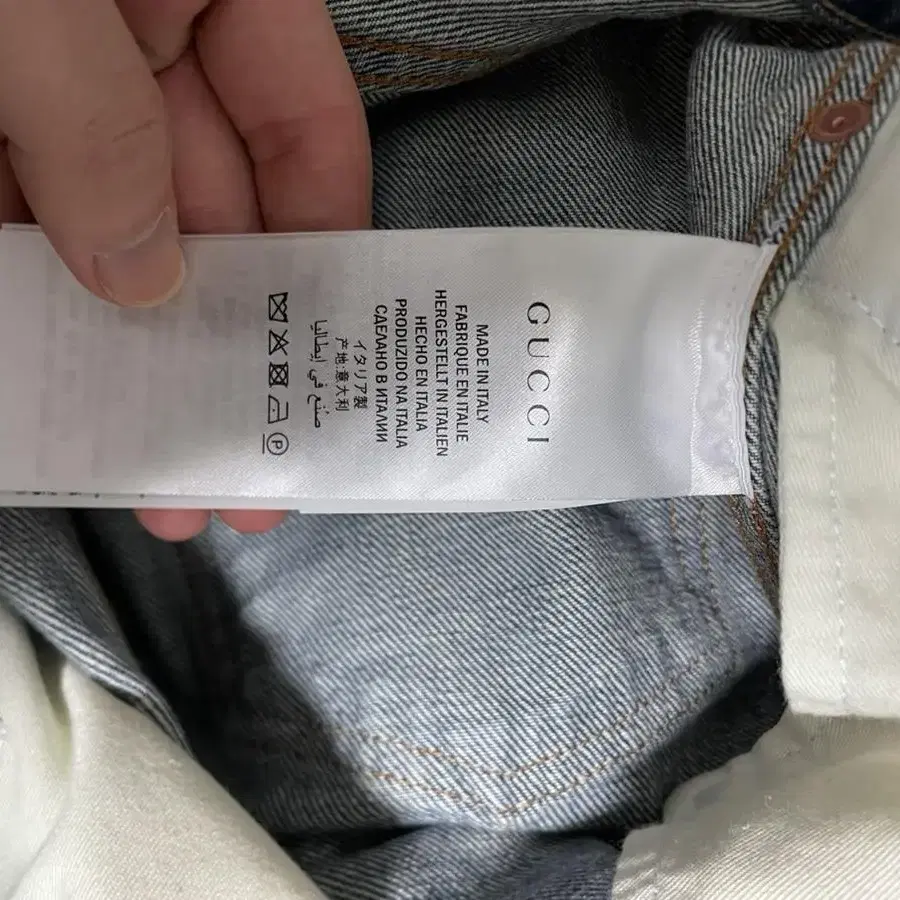 GUCCI
MADE IN ITALY
FABRIQUE EN ITALIE
HERGESTELLT IN ITALIEN
HECHO EN ITALIA
PRODUZIDO NA ITALIA
СДЕЛАНО В ИТАЛИИ
イタリア製
产地:意大利
صُنع في إيطاليا
P